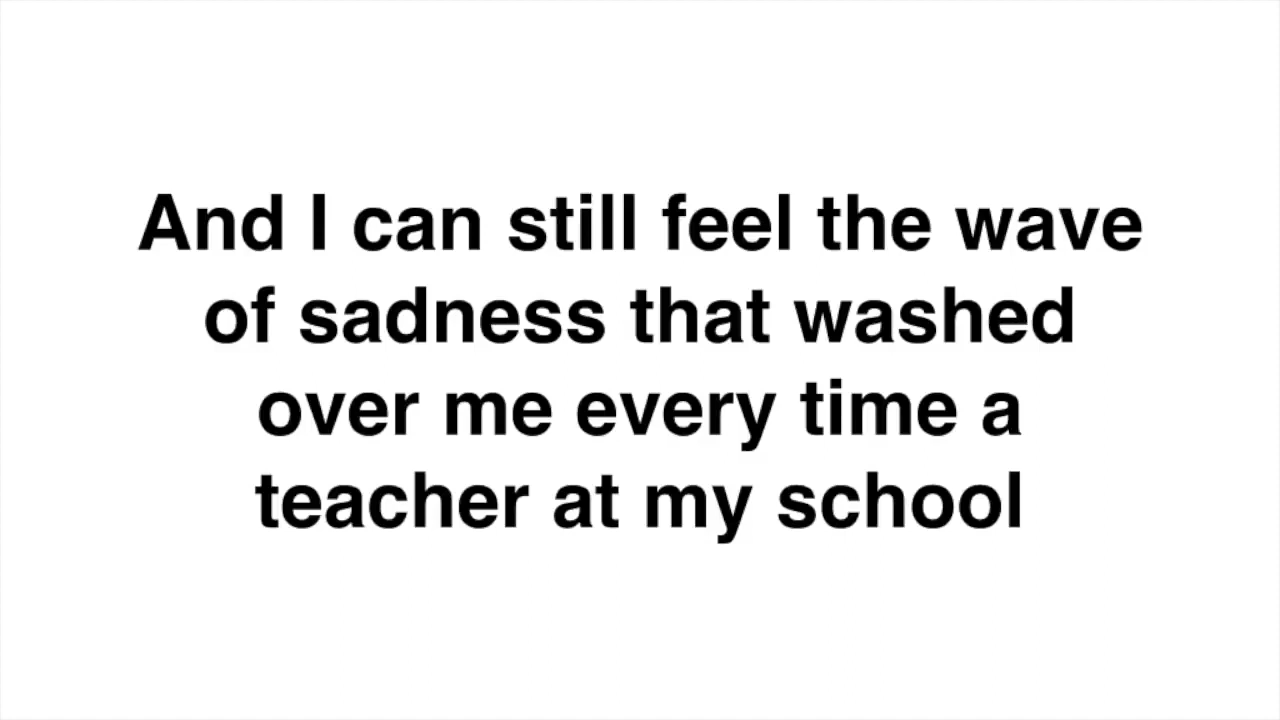 And I can still feel the wave
of sadness that washed
over me every time a
teacher at my school